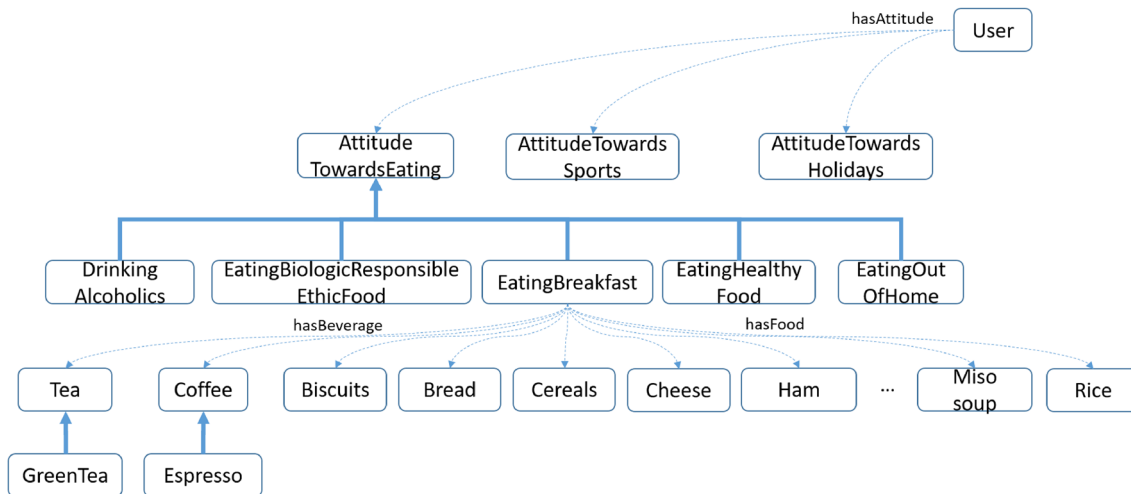 hasAttitude
User
Attitude
TowardsEating
AttitudeTowards
Sports
AttitudeTowards
Holidays
Drinking
Alcoholics
EatingBiologicResponsible
EthicFood
EatingBreakfast
EatingHealthy
Food
EatingOut
OfHome
hasBeverage
hasFood
Tea
Coffee
Biscuits
Bread
Cereals
Cheese
Ham
...
Miso
soup
Rice
GreenTea
Espresso